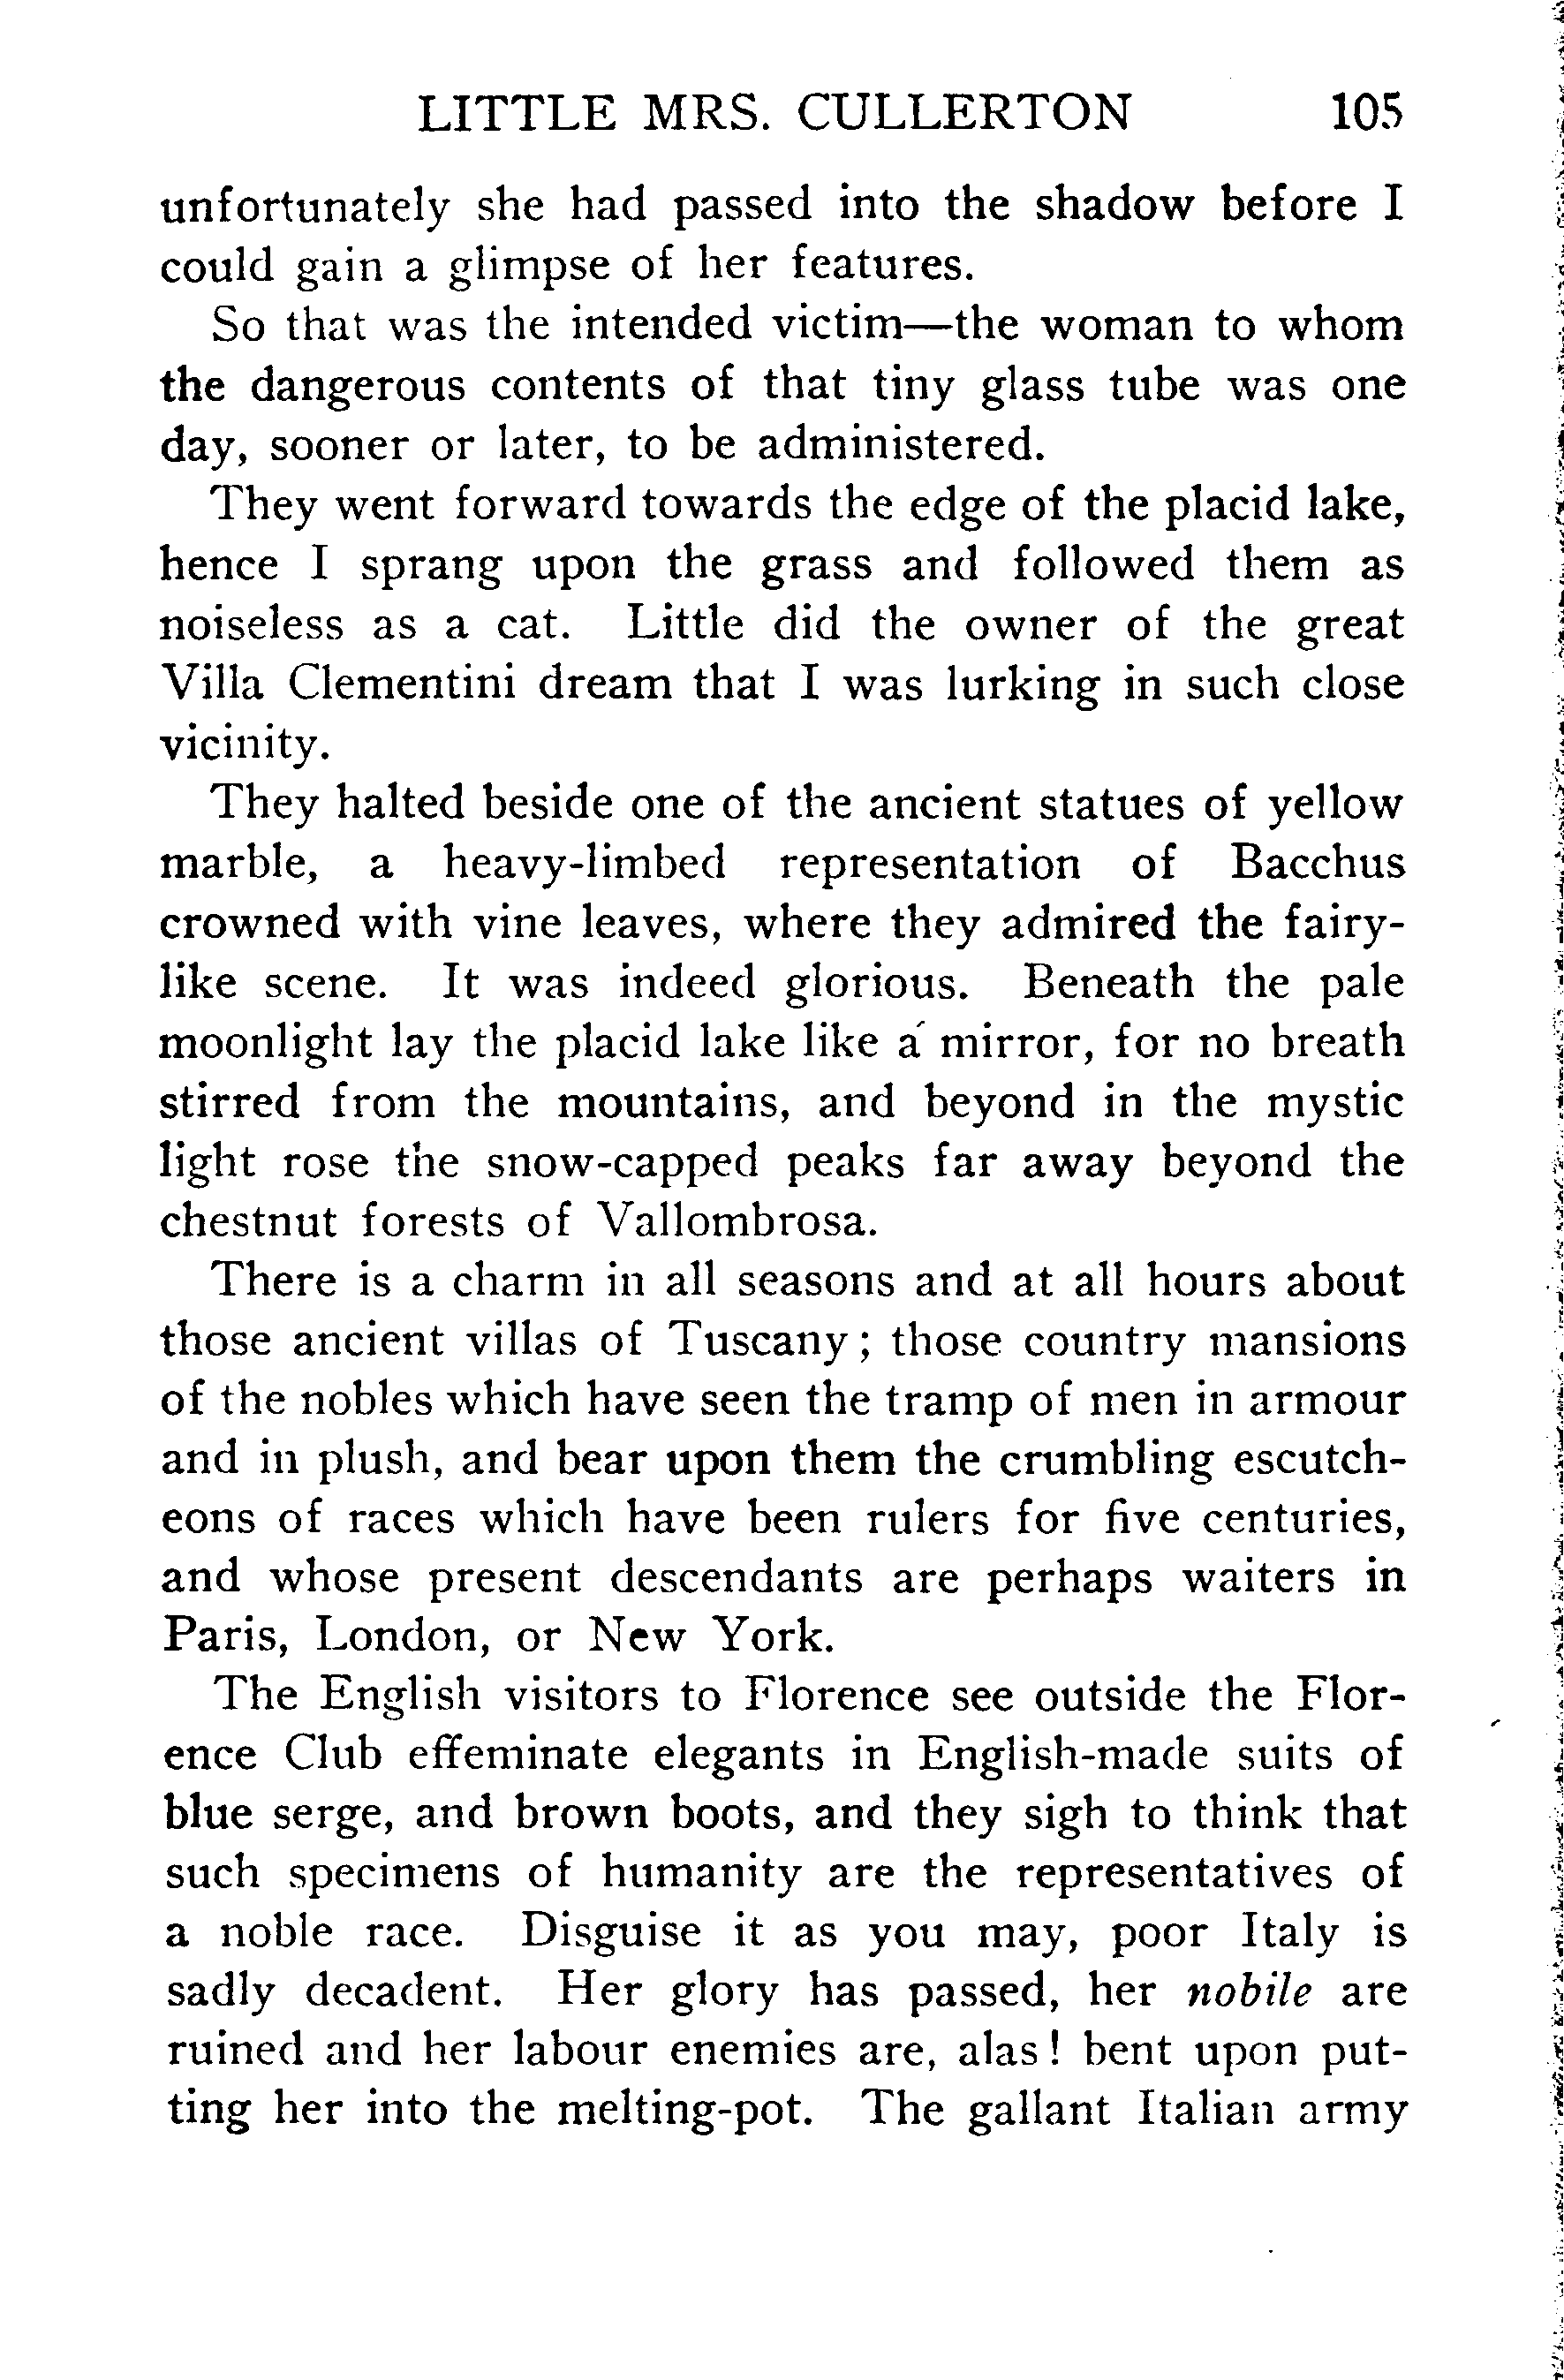 LITTLE MRS. CULLERTON 105
unfortunately she had passed into the shadow before I
could gain a glimpse of her features.
So that was the intended victim—the woman to whom
the dangerous contents of that tiny glass tube was one
day, sooner or later, to be administered.
They went forward towards the edge of the placid lake,
hence I sprang upon the grass and followed them as
noiseless as a cat. Little did the owner of the great
Villa Clementini dream that I was lurking in such close
vicinity.
They halted beside one of the ancient statues of yellow
marble, a heavy-limbed representation of Bacchus
crowned with vine leaves, where they admired the fairy-
like scene. It was indeed glorious. Beneath the pale
moonlight lay the placid lake like a mirror, for no breath
stirred from the mountains, and beyond in the mystic
light rose the snow-capped peaks far away beyond the
chestnut forests of Vallombrosa.
There is a charm in all seasons and at all hours about
those ancient villas of Tuscany; those country mansions
of the nobles which have seen the tramp of men in armour
and in plush, and bear upon them the crumbling escutch-
eons of races which have been rulers for five centuries,
and whose present descendants are perhaps waiters in
Paris, London, or New York.
The English visitors to Florence see outside the Flor-
ence Club effeminate elegants in English-made suits of
blue serge, and brown boots, and they sigh to think that
such specimens of humanity are the representatives of
a noble race. Disguise it as you may, poor Italy is
sadly decadent. Her glory has passed, her nobile are
ruined and her labour enemies are, alas! bent upon put-
ting her into the melting-pot. The gallant Italian army